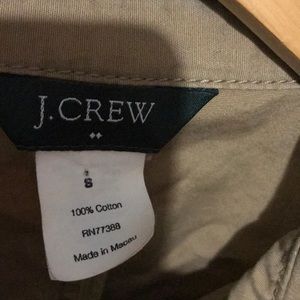 J.CREW
S
100% Cotton
RN77388
Made in Macau